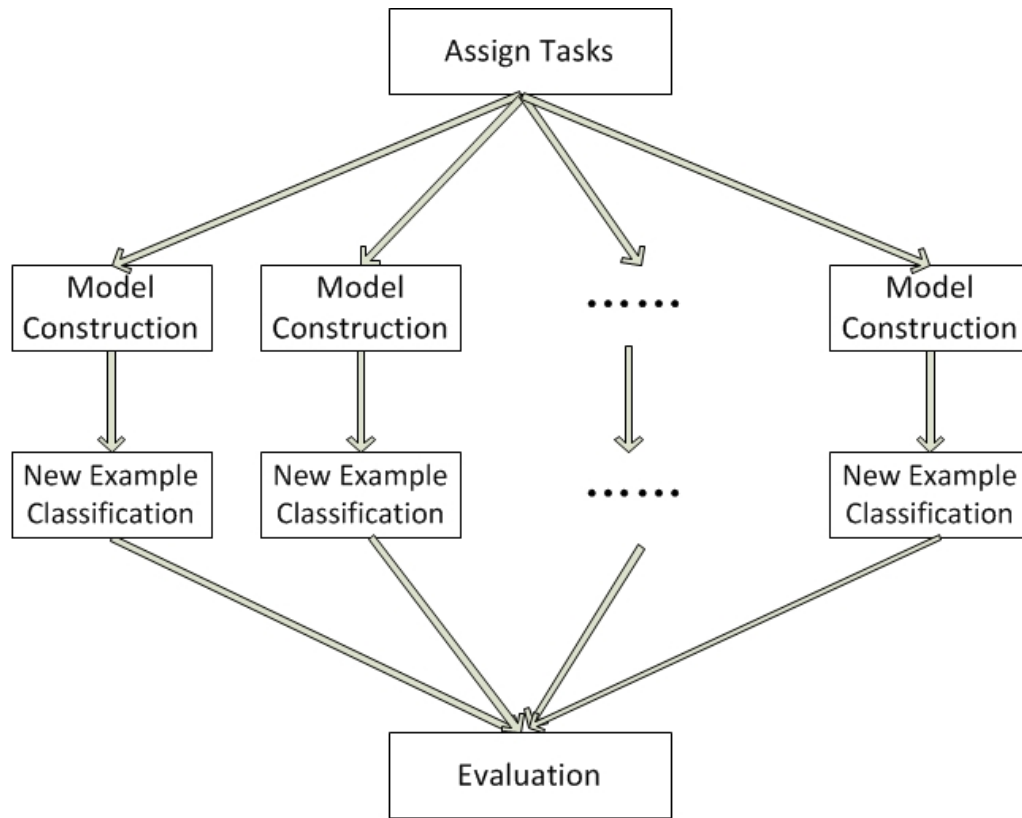 Assign Tasks
Model
Construction
Model
Construction
......
Model
Construction
New Example
Classification
New Example
Classification
......
New Example
Classification
Evaluation